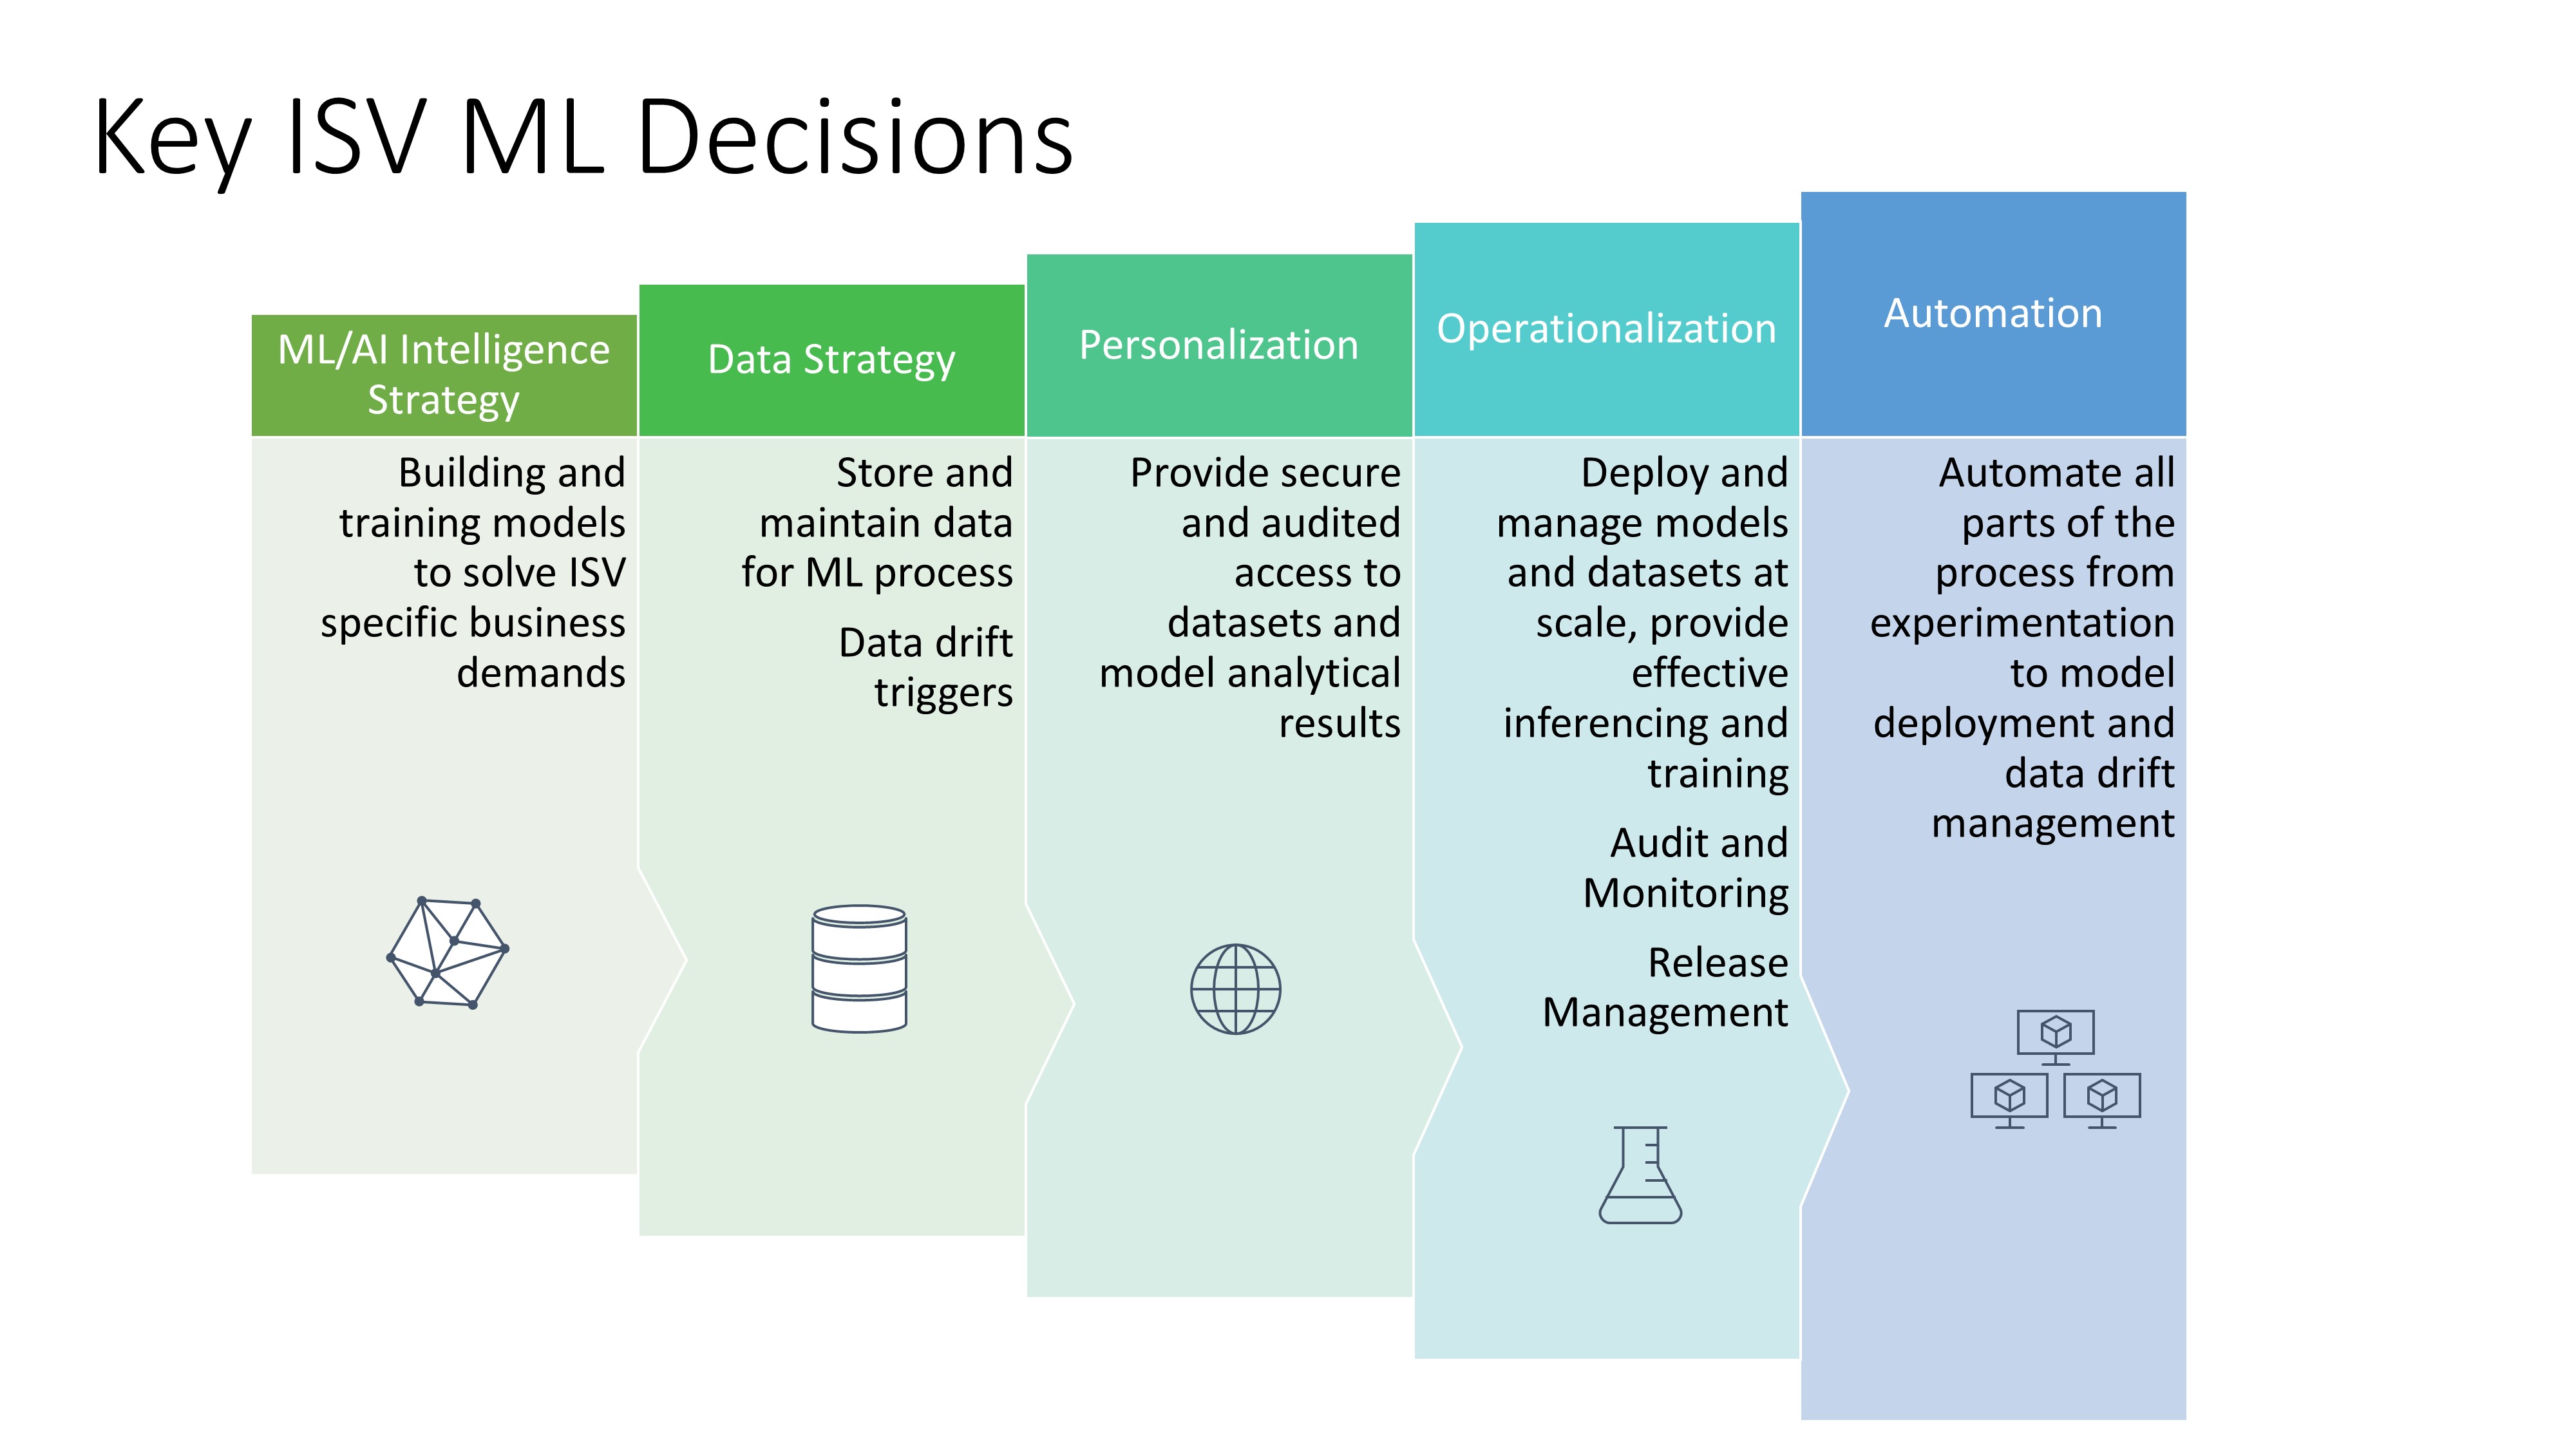 Key ISV ML Decisions
ML/AI Intelligence
Strategy
Building and
training models
to solve ISV
specific business
demands
Data Strategy
Store and
maintain data
for ML process
Data drift
triggers
Personalization
Provide secure
and audited
access to
datasets and
model analytical
results
Operationalization
Deploy and
manage models
and datasets at
scale, provide
effective
inferencing and
training
Audit and
Monitoring
Release
Management
Automation
Automate all
parts of the
process from
experimentation
to model
deployment and
data drift
management